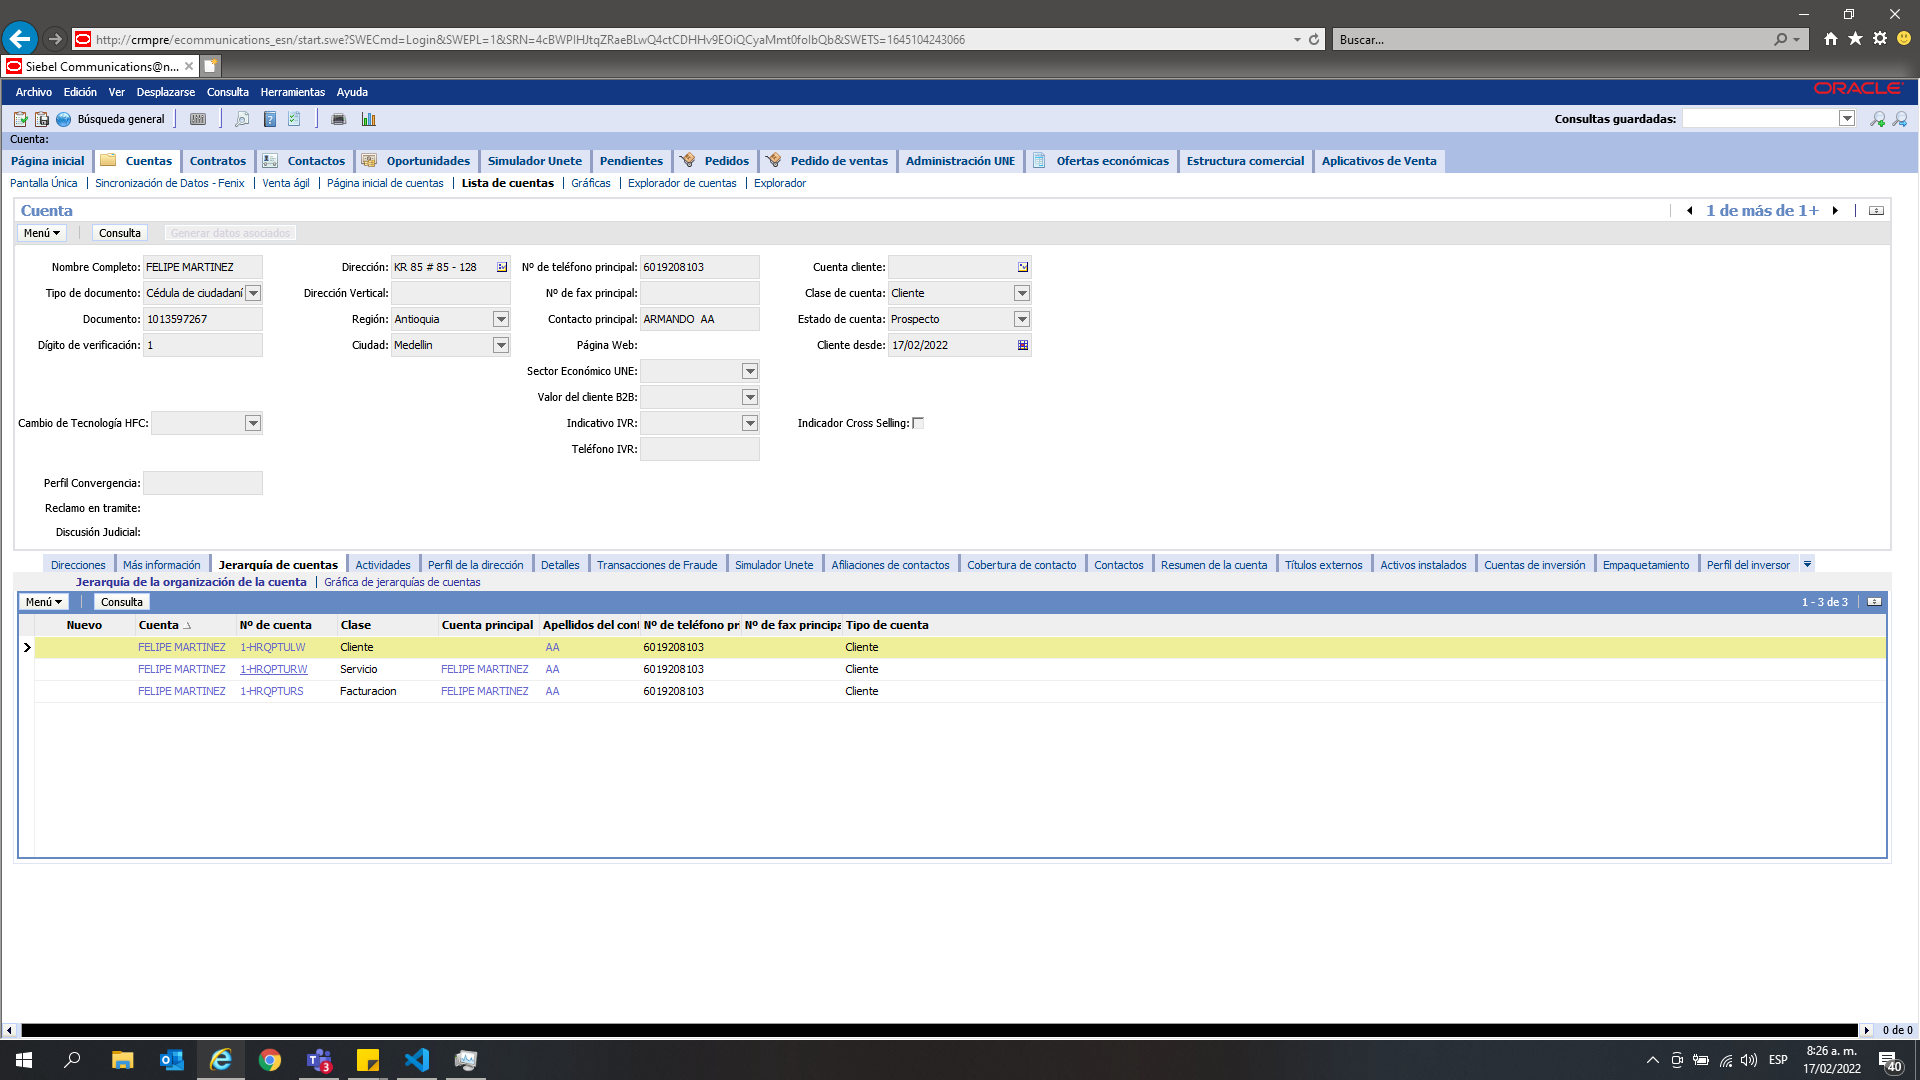 http://crmpre/ecommunications_esn/start.swe?SWECmd=Login&SWEPL=1&SRN=4cBWPIHJtqZRaeBLwQ4ctCDHHv9EOiQCyaMmt0folbQb&SWETS=1645104243066
Buscar...
Siebel Communications@n...
Archivo Edición Ver Desplazarse Consulta Herramientas Ayuda
ORACLE
Búsqueda general
Consultas guardadas:
Cuenta:
Página inicial Cuentas Contratos Contactos Oportunidades Simulador Unete Pendientes Pedidos Pedido de ventas Administración UNE Ofertas económicas Estructura comercial Aplicativos de Venta
Pantalla Única Sincronización de Datos - Fenix Venta ágil Página inicial de cuentas Lista de cuentas Gráficas Explorador de cuentas Explorador
Cuenta
1 de más de 1+
Menú Consulta Generar datos asociados
Nombre Completo: FELIPE MARTINEZ Dirección: KR 85 # 85 - 128 Nº de teléfono principal: 6019208103 Cuenta cliente:
Tipo de documento: Cédula de ciudadaní Dirección Vertical: Nº de fax principal: Clase de cuenta: Cliente
Documento: 1013597267 Región: Antioquia Contacto principal: ARMANDO AA Estado de cuenta: Prospecto
Dígito de verificación: 1 Ciudad: Medellin Página Web: Cliente desde: 17/02/2022
Sector Económico UNE:
Valor del cliente B2B:
Cambio de Tecnología HFC: Indicativo IVR: Indicador Cross Selling:
Teléfono IVR:
Perfil Convergencia:
Reclamo en tramite:
Discusión Judicial:
Direcciones Más información Jerarquía de cuentas Actividades Perfil de la dirección Detalles Transacciones de Fraude Simulador Unete Afiliaciones de contactos Cobertura de contacto Contactos Resumen de la cuenta Títulos externos Activos instalados Cuentas de inversión Empaquetamiento Perfil del inversor
Jerarquía de la organización de la cuenta Gráfica de jerarquías de cuentas
Menú Consulta 1 - 3 de 3
Nuevo Cuenta Nº de cuenta Clase Cuenta principal Apellidos del cont Nº de teléfono pr Nº de fax principa Tipo de cuenta
FELIPE MARTINEZ 1-HRQPTULW Cliente AA 6019208103 Cliente
FELIPE MARTINEZ 1-HRQPTURW Servicio FELIPE MARTINEZ AA 6019208103 Cliente
FELIPE MARTINEZ 1-HRQPTURS Facturacion FELIPE MARTINEZ AA 6019208103 Cliente
0 de 0
3
ESP
8:26 a. m.
17/02/2022
40